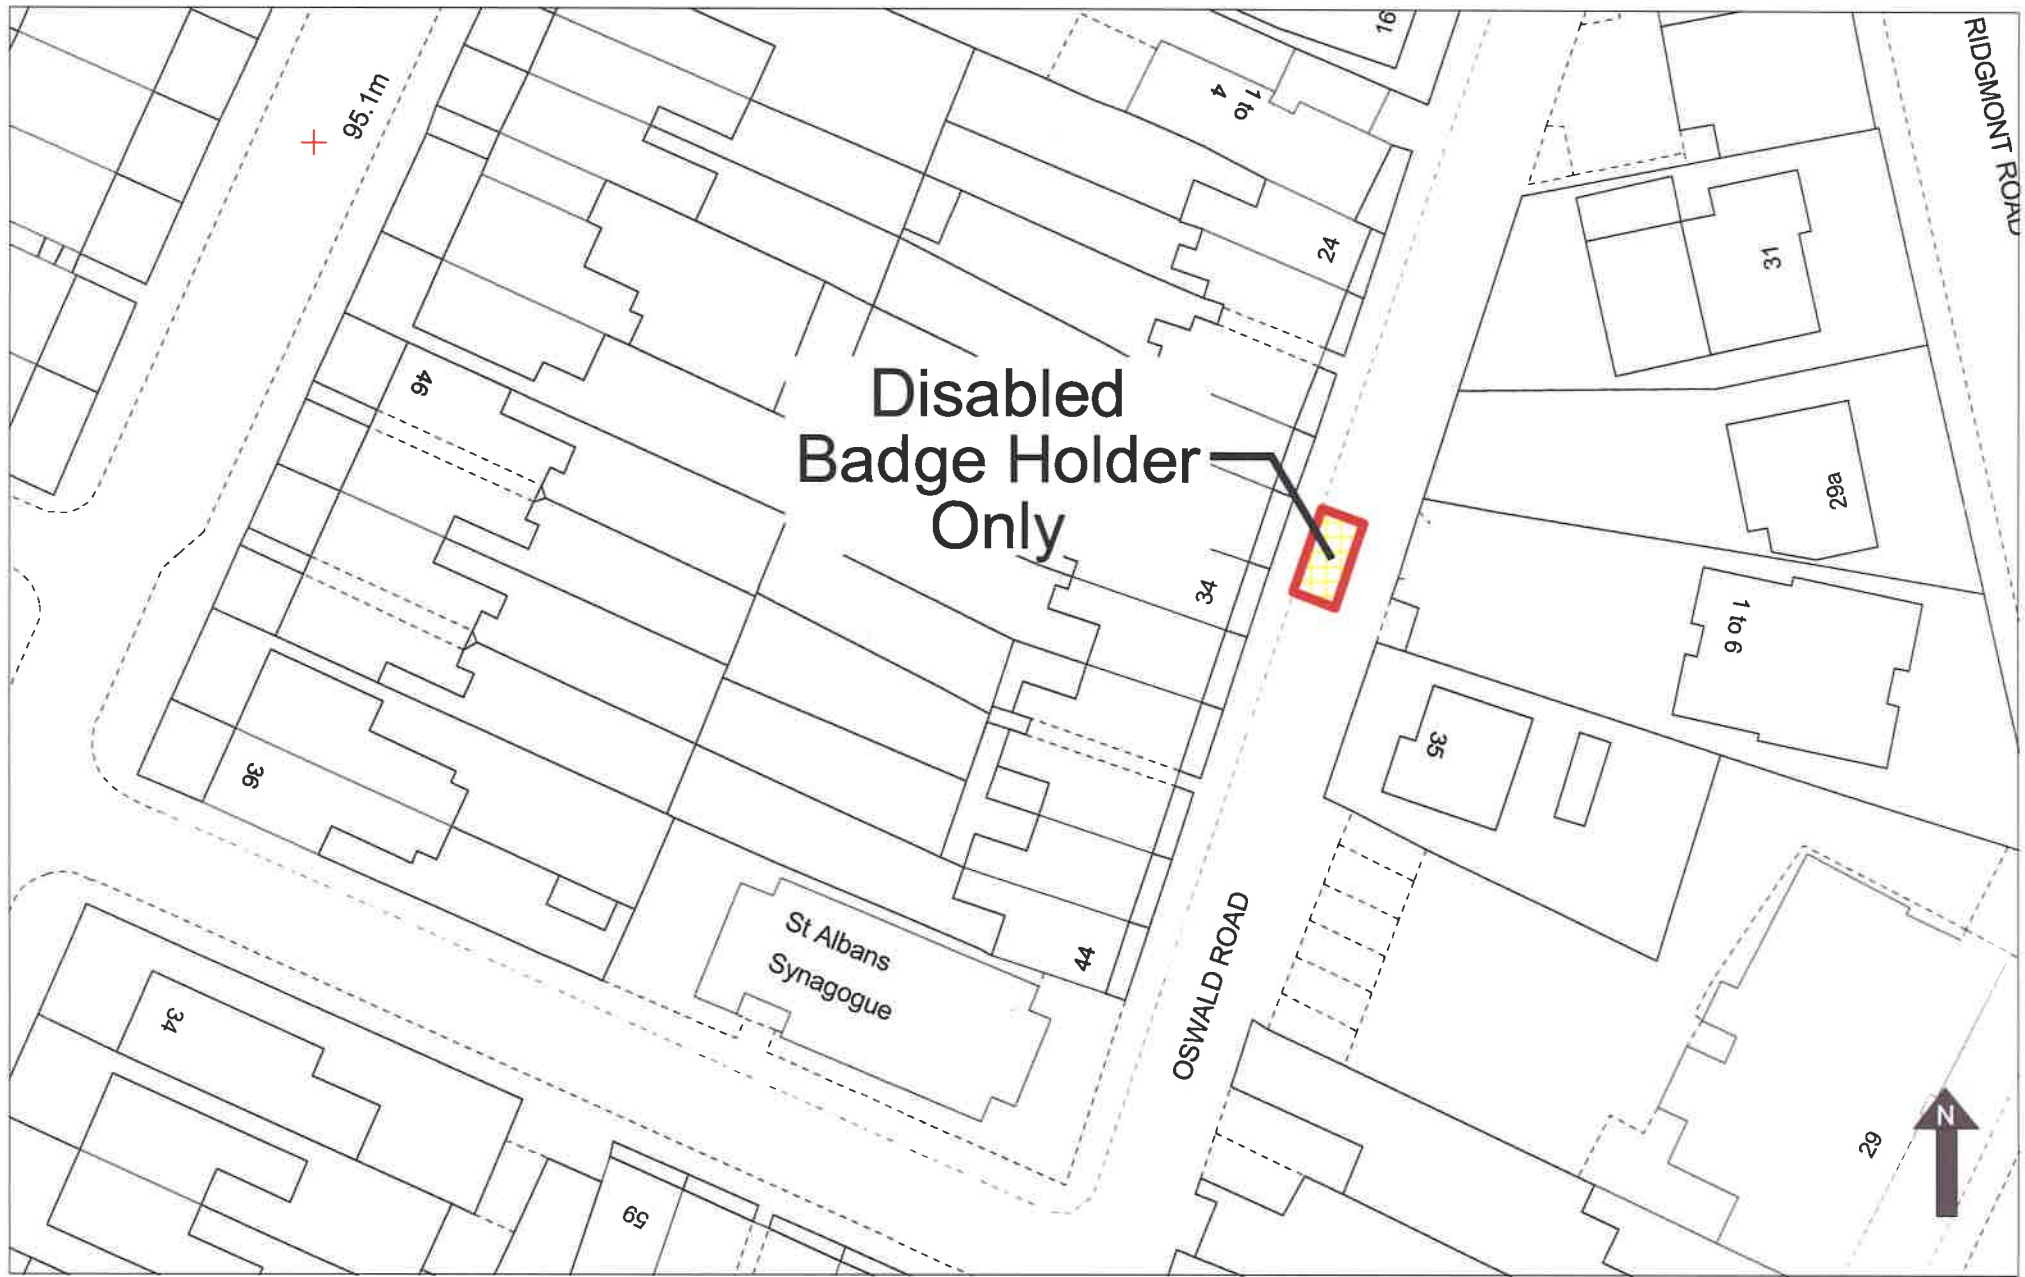 16
RIDGMONT ROAD
95.1m
1 to
4
24
31
46
Disabled
Badge Holder
Only
29a
34
1 to 6
35
36
St Albans
Synagogue
44
OSWALD ROAD
34
29
N
59